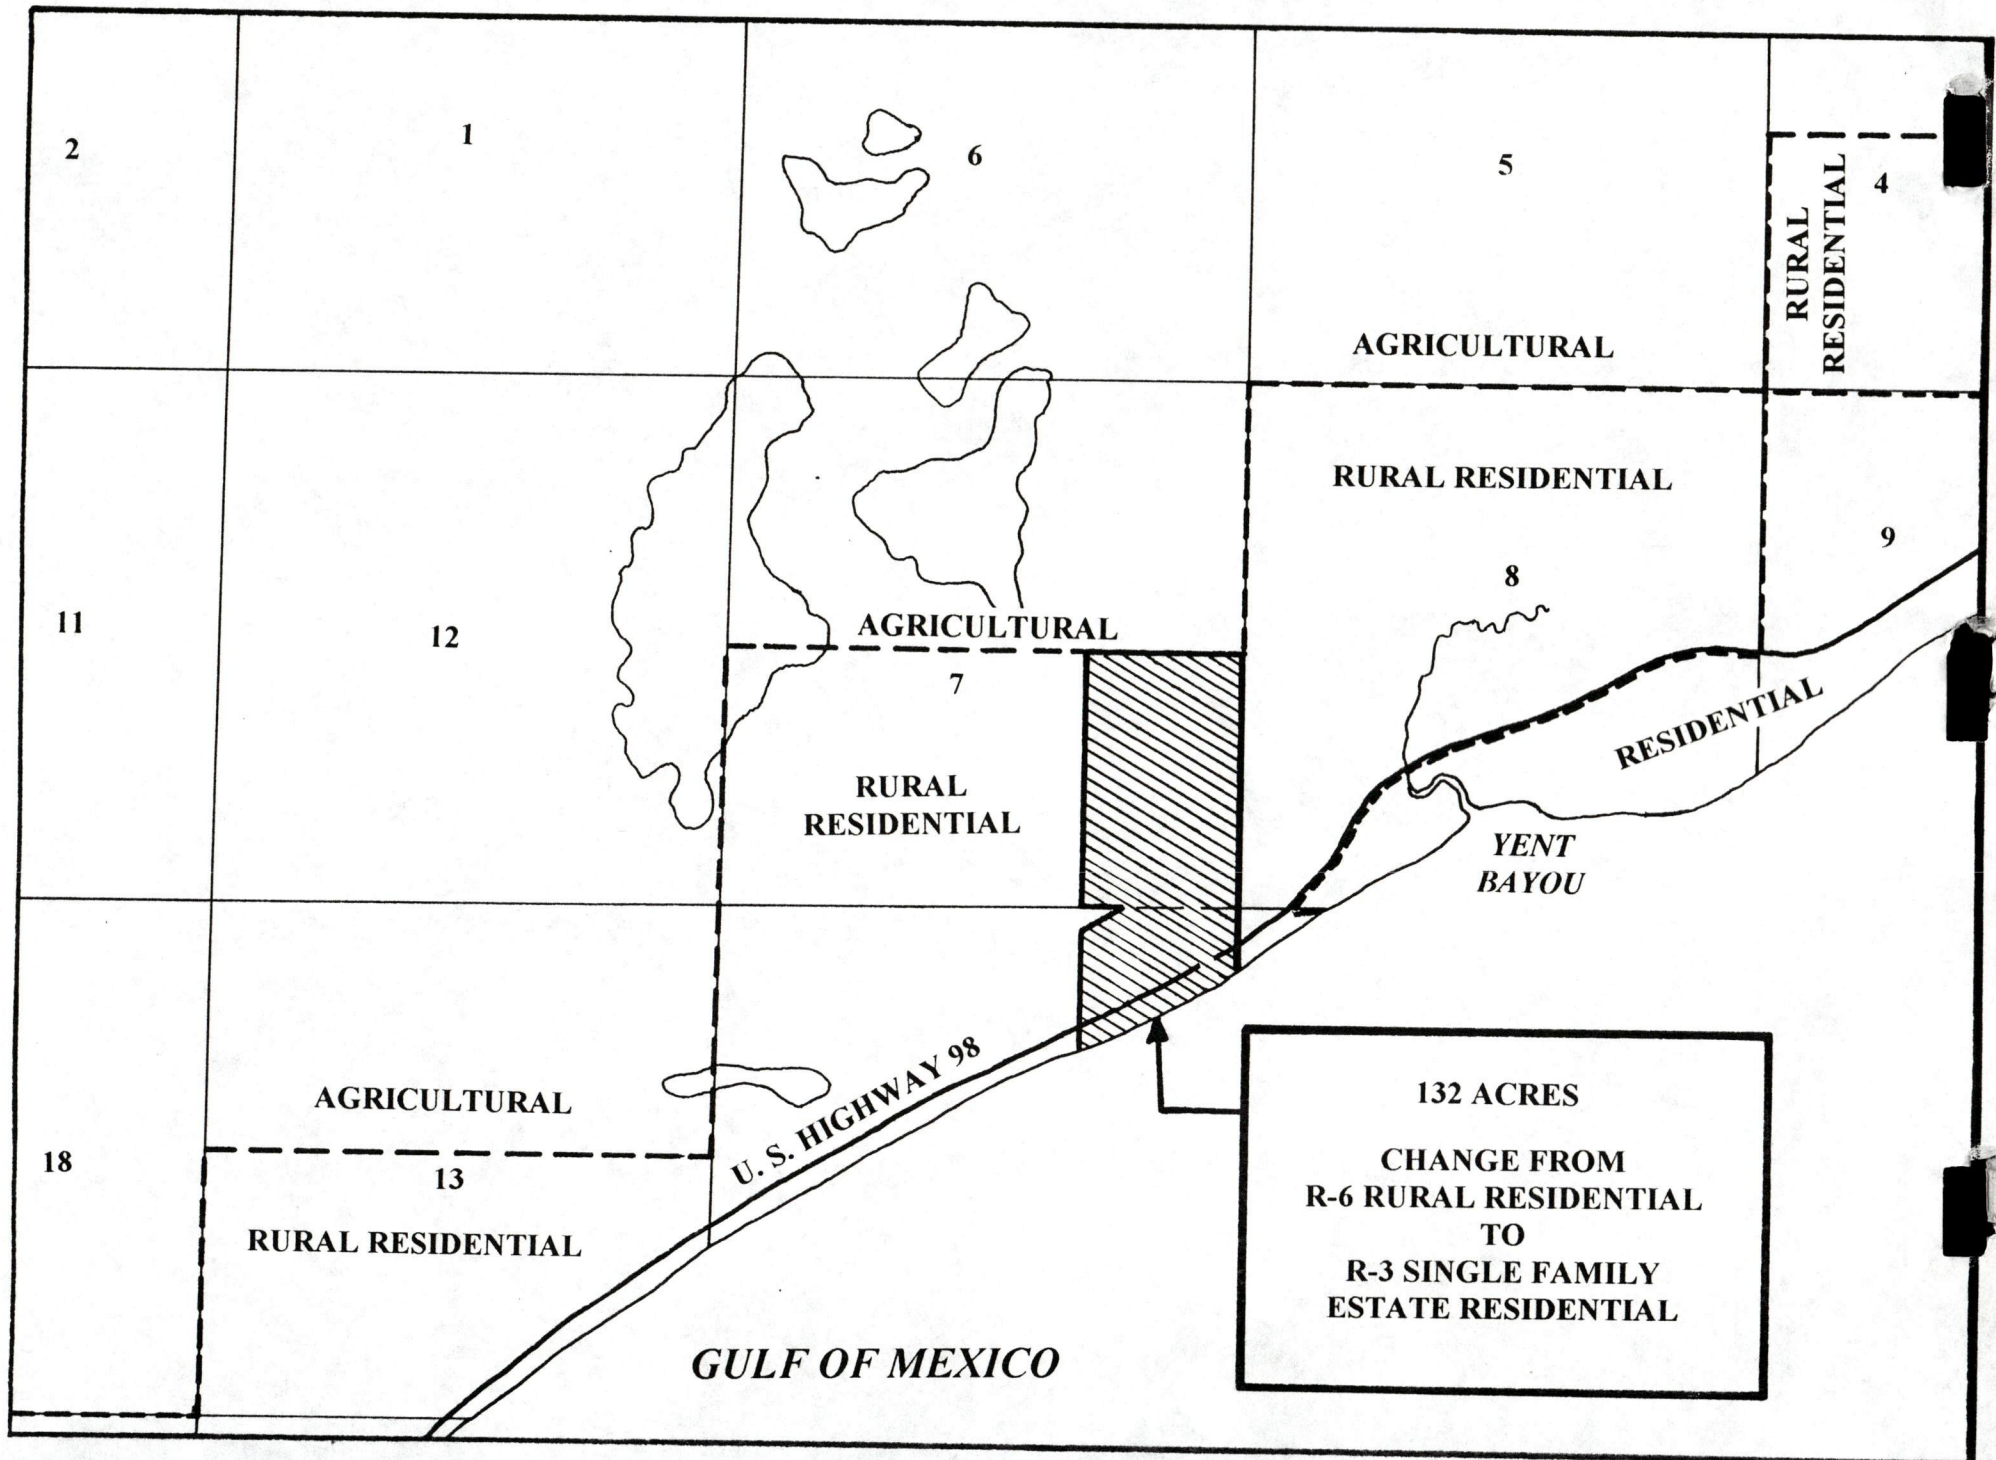 2
1
6
5
4
RURAL
RESIDENTIAL
AGRICULTURAL
RURAL RESIDENTIAL
9
8
11
12
AGRICULTURAL
7
RESIDENTIAL
RURAL
RESIDENTIAL
YENT
BAYOU
U. S. HIGHWAY 98
AGRICULTURAL
18
13
RURAL RESIDENTIAL
132 ACRES
CHANGE FROM
R-6 RURAL RESIDENTIAL
TO
R-3 SINGLE FAMILY
ESTATE RESIDENTIAL
GULF OF MEXICO